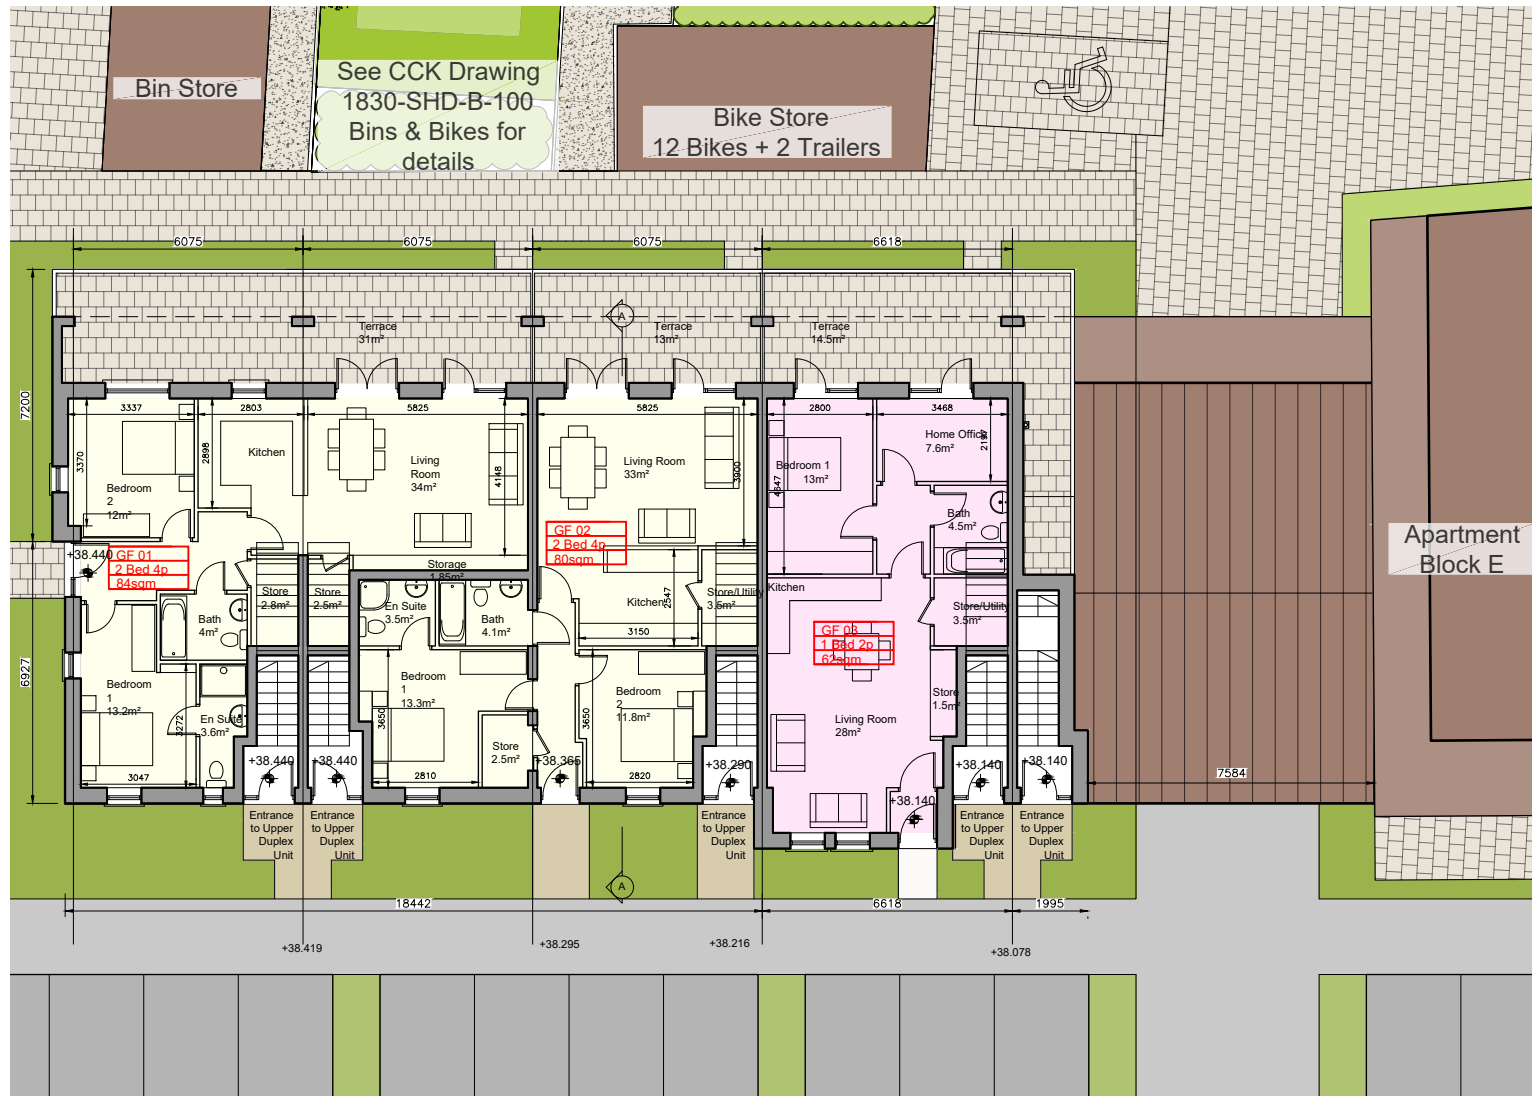 Bin Store
See CCK Drawing
1830-SHD-B-100
Bins & Bikes for
details
Bike Store
12 Bikes + 2 Trailers
6075
6075
6075
6618
Terrace
31m²
Terrace
13m²
Terrace
14.5m²
7200
3337
2803
5825
5825
2800
3468
3370
2898
Kitchen
Living
Room
34m²
4148
Living Room
33m²
3900
Bedroom 1
13m²
4647
Home Office
7.6m²
Bedroom
2
12m²
Bath
4.5m²
Apartment
Block E
+38.440
GF 01
2 Bed 4p
84sqm
GF 02
2 Bed 4p
80sqm
Storage
1.85m²
Store
2.8m²
Store
2.5m²
En Suite
3.5m²
Bath
4.1m²
Kitchen
2547
Store/Utility
3.5m²
Kitchen
Store/Utility
3.5m²
Bath
4m²
3150
GF 03
1 Bed 2p
62sqm
6927
Bedroom
1
13.2m²
3272
En Suite
3.6m²
Bedroom
1
13.3m²
3650
Store
2.5m²
3650
Bedroom
2
11.8m²
Store
1.5m²
Living Room
28m²
+38.440
+38.440
+38.365
+38.290
+38.140
+38.140
7584
3047
2810
2820
+38.140
Entrance
to Upper
Duplex
Unit
Entrance
to Upper
Duplex
Unit
Entrance
to Upper
Duplex
Unit
Entrance
to Upper
Duplex
Unit
Entrance
to Upper
Duplex
Unit
A
A
18442
6618
1995
+38.419
+38.295
+38.216
+38.078